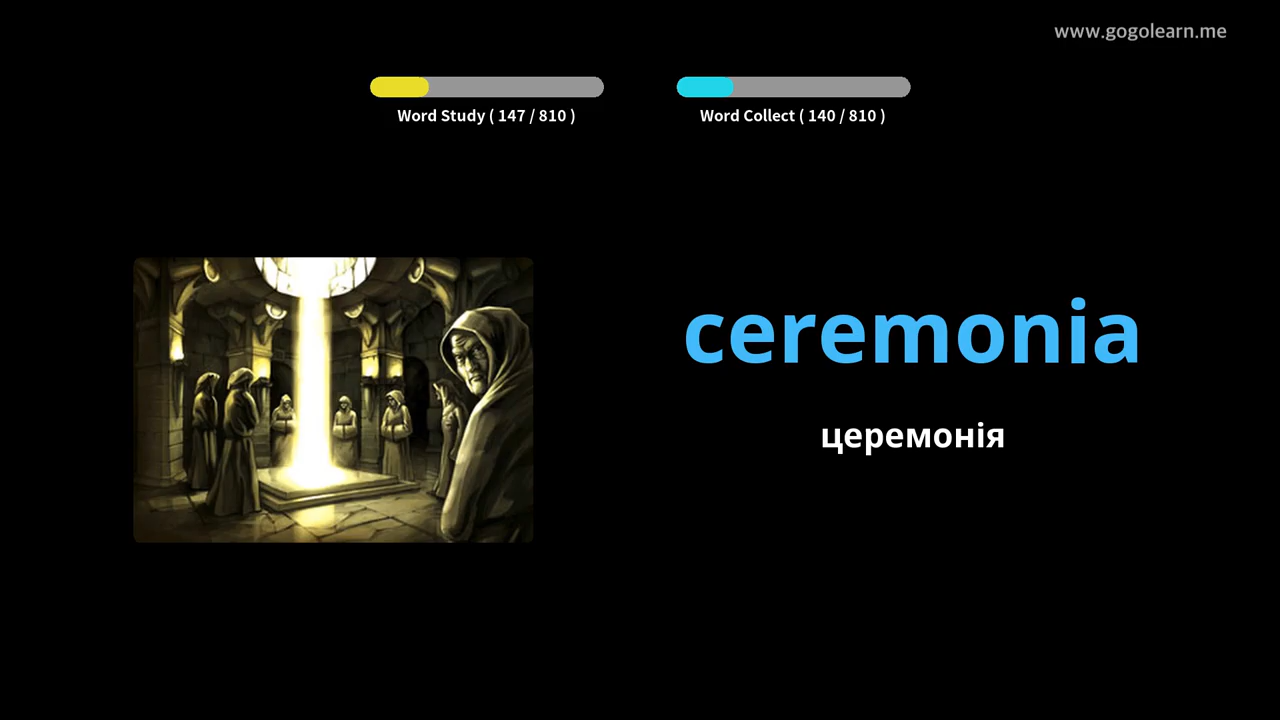 www.gogolearn.me
Word Study ( 147 / 810 )
Word Collect ( 140 / 810 )
ceremonia
церемонія